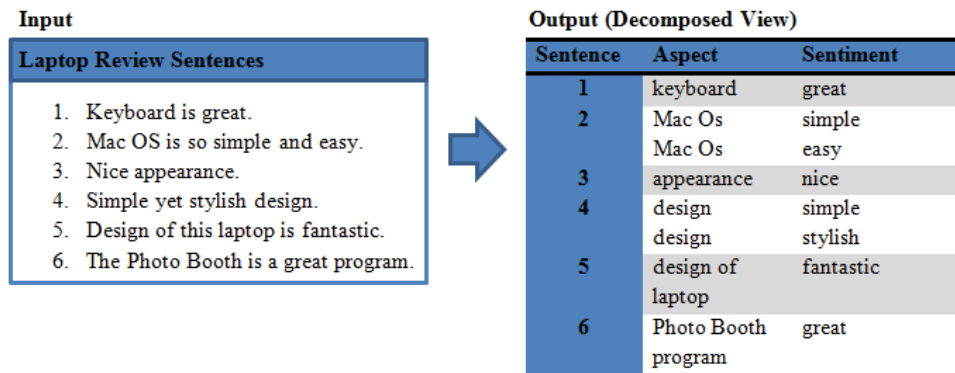 Input
Laptop Review Sentences
1. Keyboard is great.
2. Mac OS is so simple and easy.
3. Nice appearance.
4. Simple yet stylish design.
5. Design of this laptop is fantastic.
6. The Photo Booth is a great program.
Output (Decomposed View)
Sentence Aspect Sentiment
1 keyboard great
2 Mac Os simple
Mac Os easy
3 appearance nice
4 design simple
design stylish
5 design of fantastic
laptop
6 Photo Booth great
program